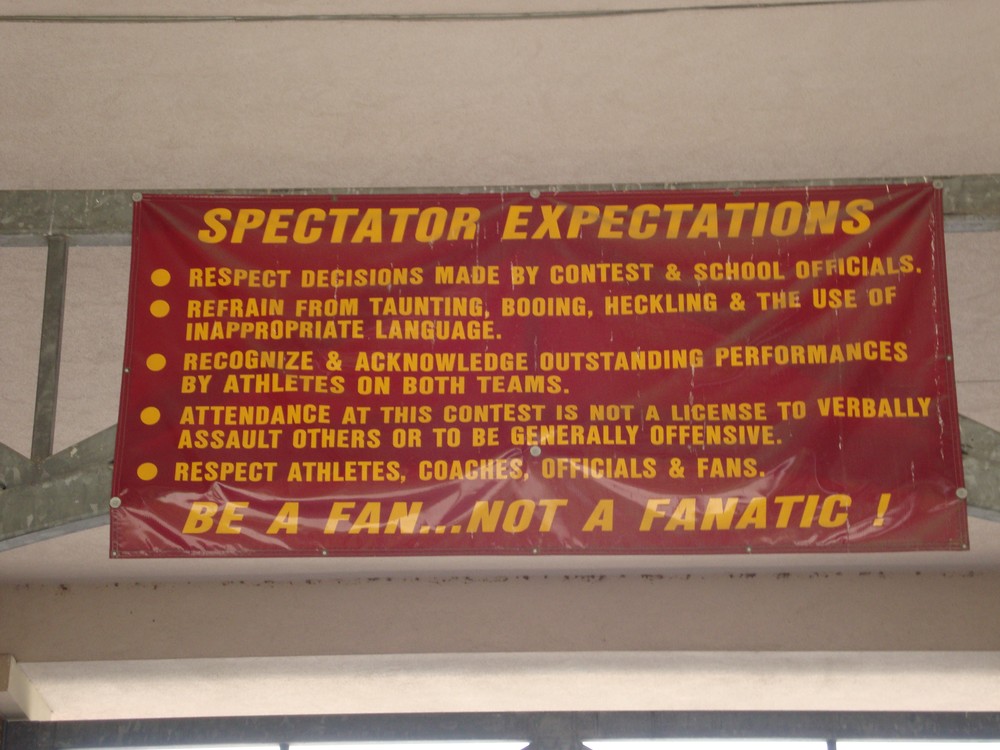 SPECTATOR EXPECTATIONS
● RESPECT DECISIONS MADE BY CONTEST & SCHOOL OFFICIALS.
● REFRAIN FROM TAUNTING, BOOING, HECKLING & THE USE OF
INAPPROPRIATE LANGUAGE.
● RECOGNIZE & ACKNOWLEDGE OUTSTANDING PERFORMANCES
BY ATHLETES ON BOTH TEAMS.
● ATTENDANCE AT THIS CONTEST IS NOT A LICENSE TO VERBALLY
ASSAULT OTHERS OR TO BE GENERALLY OFFENSIVE.
● RESPECT ATHLETES, COACHES, OFFICIALS & FANS.
BE A FAN...NOT A FANATIC !